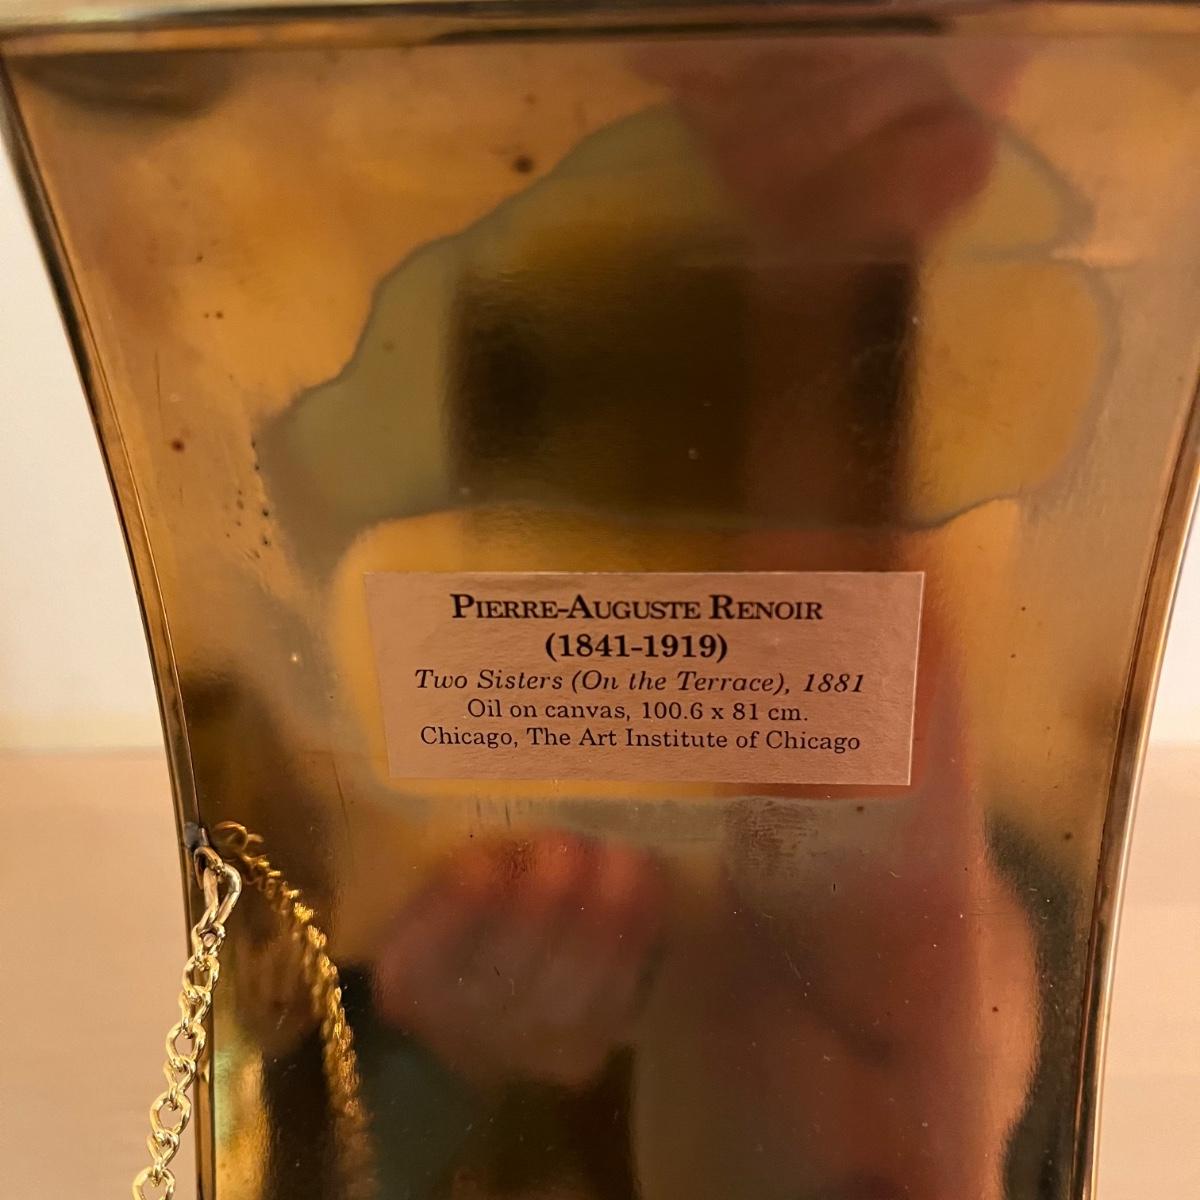 PIERRE-AUGUSTE RENOIR
(1841-1919)
Two Sisters (On the Terrace), 1881
Oil on canvas, 100.6 x 81 cm.
Chicago, The Art Institute of Chicago